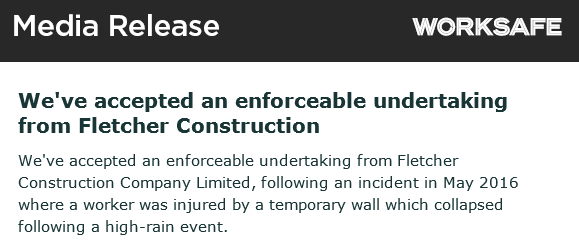 Media Release
WORKSAFE
We've accepted an enforceable undertaking
from Fletcher Construction
We've accepted an enforceable undertaking from Fletcher
Construction Company Limited, following an incident in May 2016
where a worker was injured by a temporary wall which collapsed
following a high-rain event.